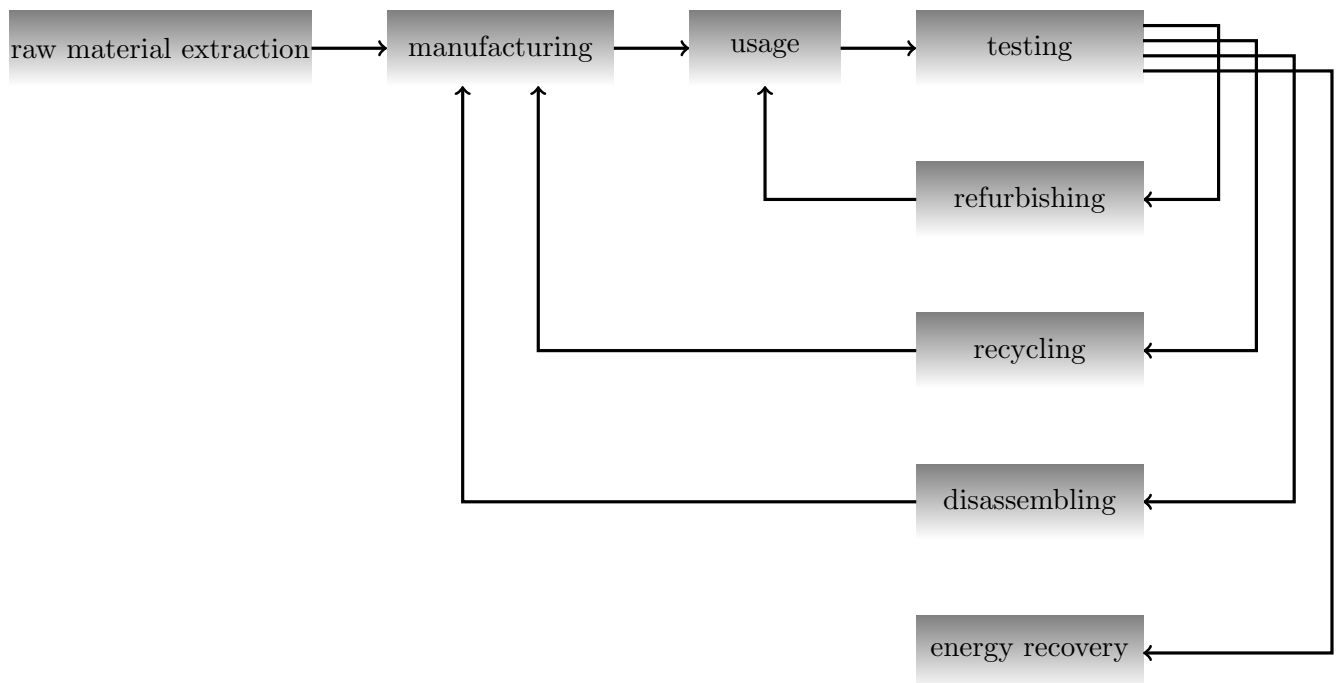 raw material extraction
manufacturing
usage
testing
refurbishing
recycling
disassembling
energy recovery